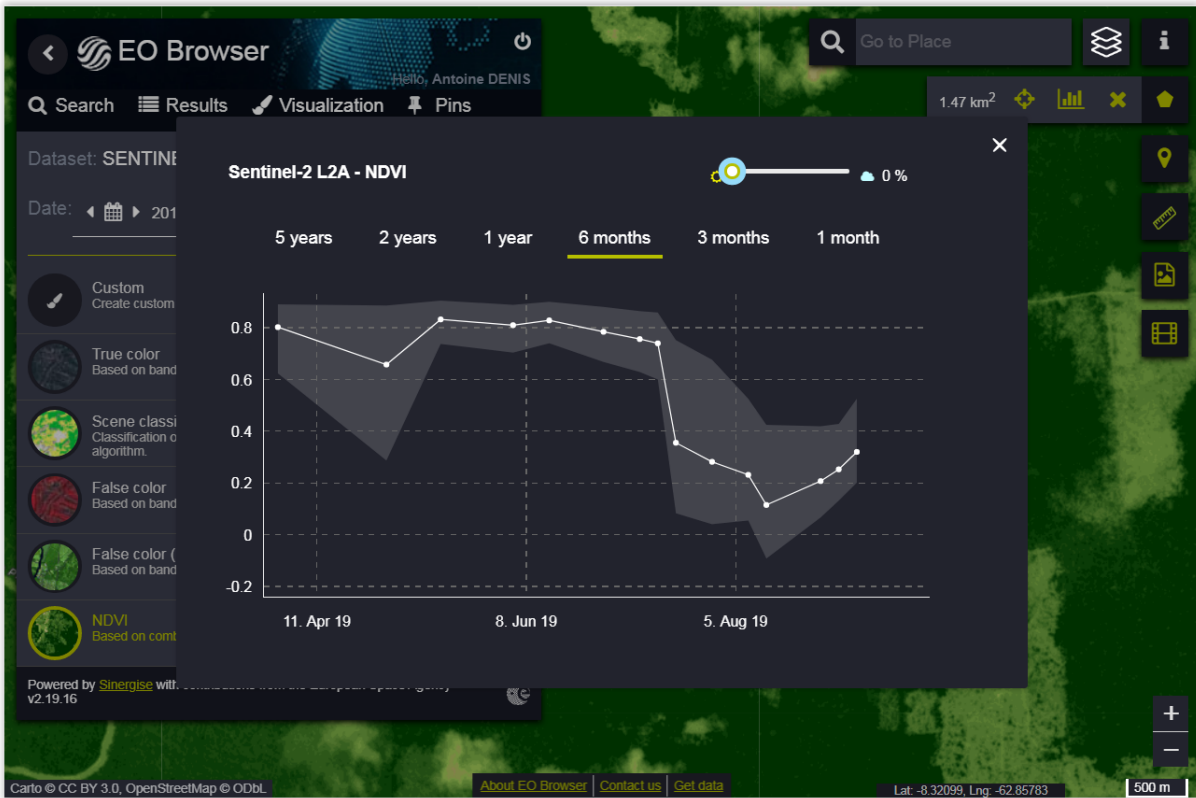 EO Browser
Hello, Antoine DENIS
Search Results Visualization Pins
Go to Place
1.47 km2
Dataset: SENTINE
Date: 201
Custom
Create custom
True color
Based on band
Scene classi
Classification o
algorithm.
False color
Based on band
False color (
Based on band
NDVI
Based on comb
Powered by Sinergise with
v2.19.16
Sentinel-2 L2A - NDVI
0 %
5 years 2 years 1 year 6 months 3 months 1 month
0.8
0.6
0.4
0.2
0
-0.2
11. Apr 19 8. Jun 19 5. Aug 19
Carto © CC BY 3.0, OpenStreetMap © ODbL
About EO Browser Contact us Get data
Lat: -8.32099, Lng: -62.85783
500 m